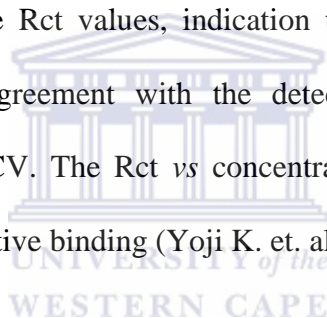 e Rct values, indication t
greement with the dete
CV. The Rct vs concentra
tive binding (Yoji K. et. al
UNIVERSITY of the
WESTERN CAPE